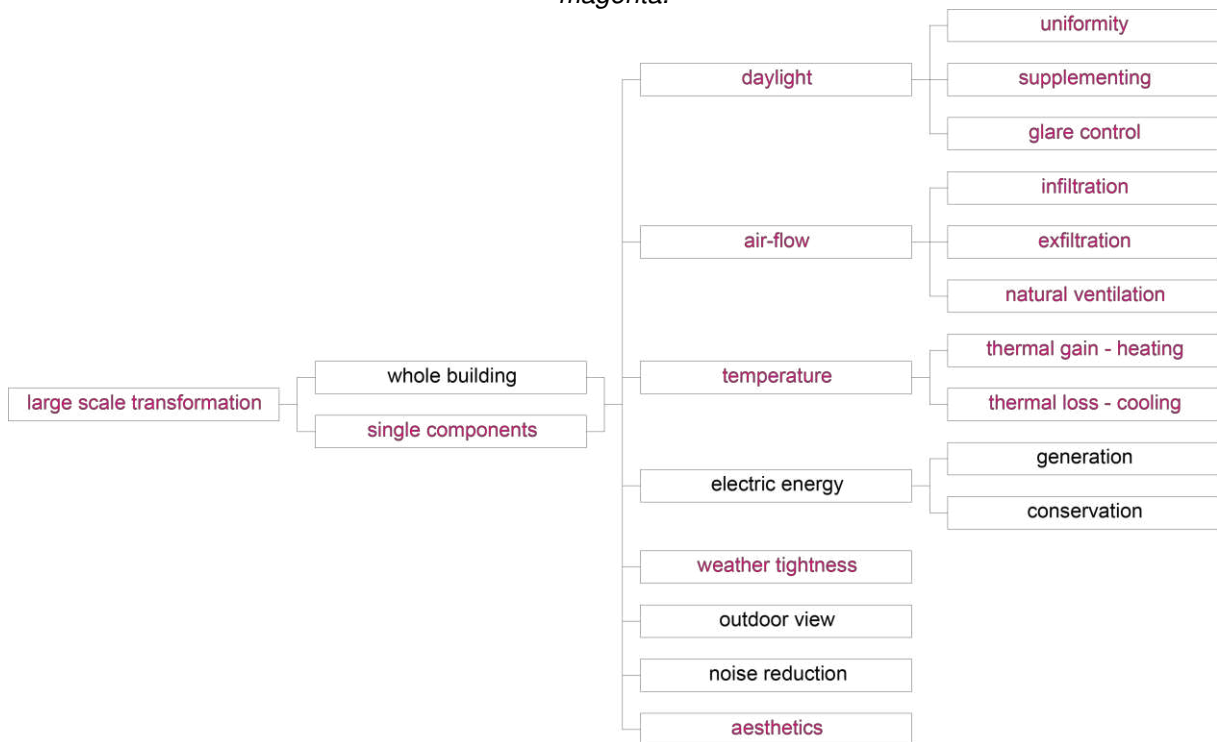 magenta.
uniformity
daylight
supplementing
glare control
infiltration
air-flow
exfiltration
natural ventilation
thermal gain - heating
whole building
temperature
large scale transformation
thermal loss - cooling
single components
generation
electric energy
conservation
weather tightness
outdoor view
noise reduction
aesthetics